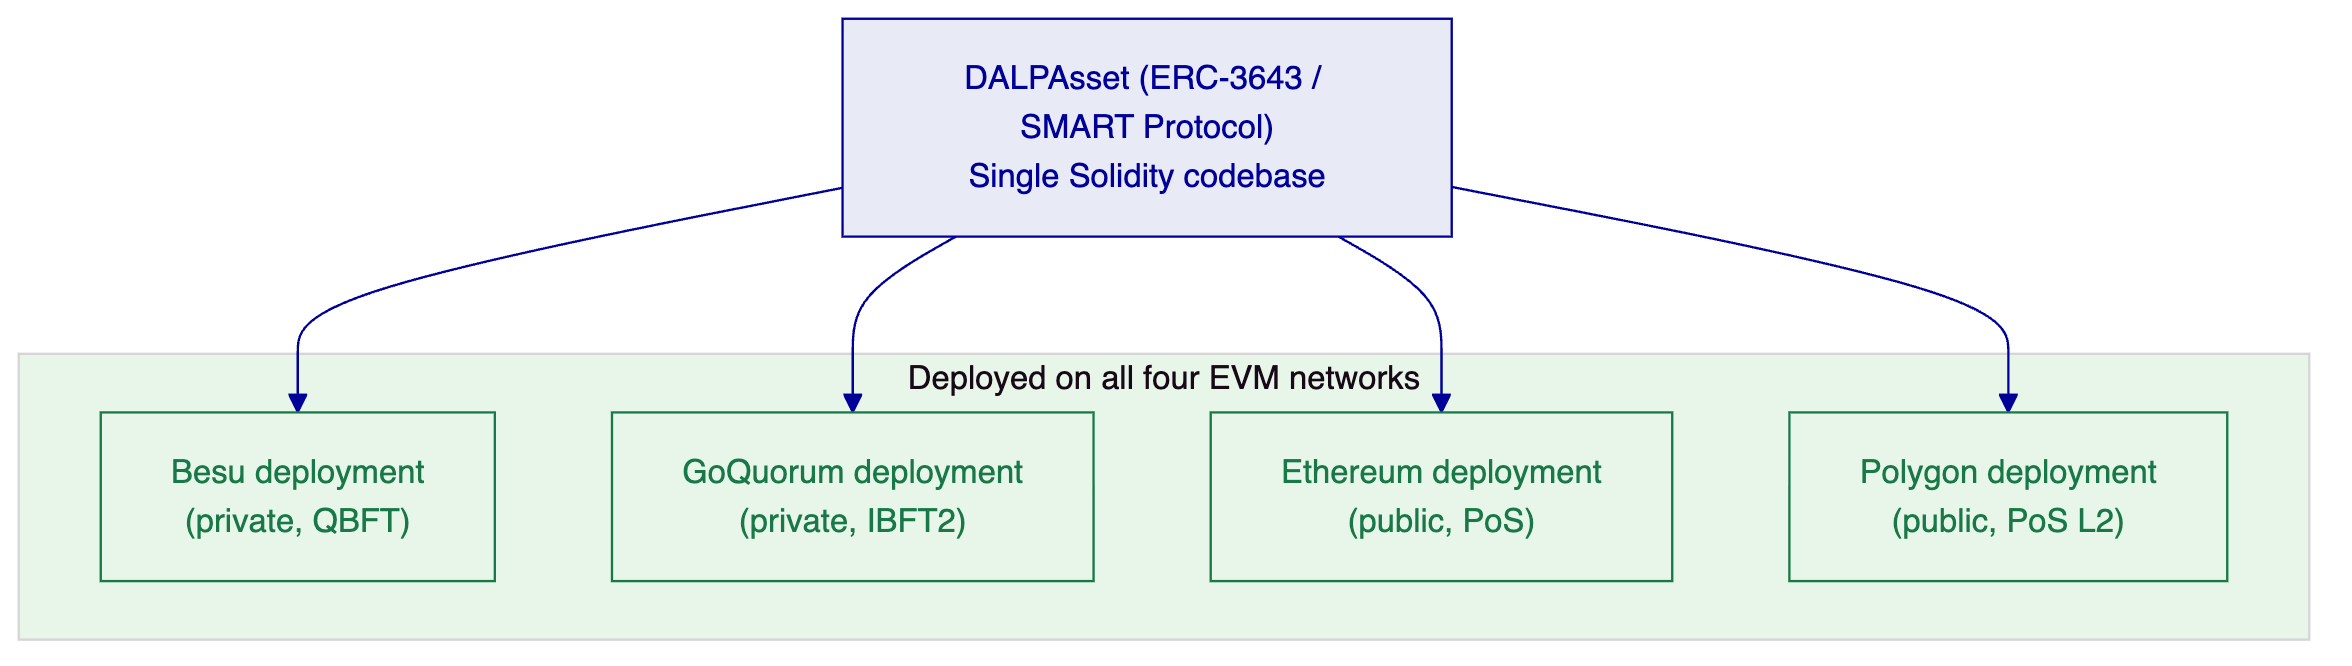 DALPAsset (ERC-3643 /
SMART Protocol)
Single Solidity codebase
Deployed on all four EVM networks
Besu deployment
(private, QBFT)
GoQuorum deployment
(private, IBFT2)
Ethereum deployment
(public, PoS)
Polygon deployment
(public, PoS L2)